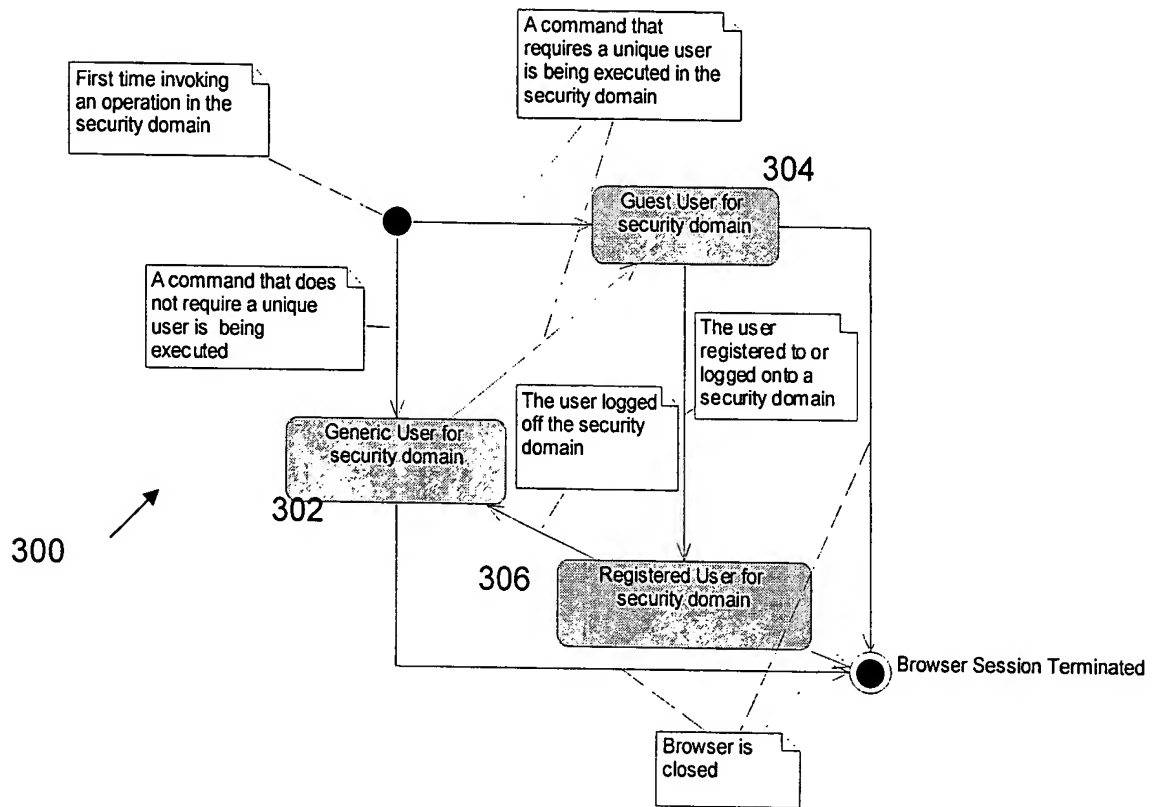 A command that
requires a unique user
is being executed in the
security domain
First time invoking
an operation in the
security domain
304
Guest User for
security domain
A command that does
not require a unique
user is being
executed
The user
registered to or
logged onto a
security domain
The user logged
off the security
domain
Generic User for
security domain
302
300
306
Registered User for
security domain
Browser Session Terminated
Browser is
closed